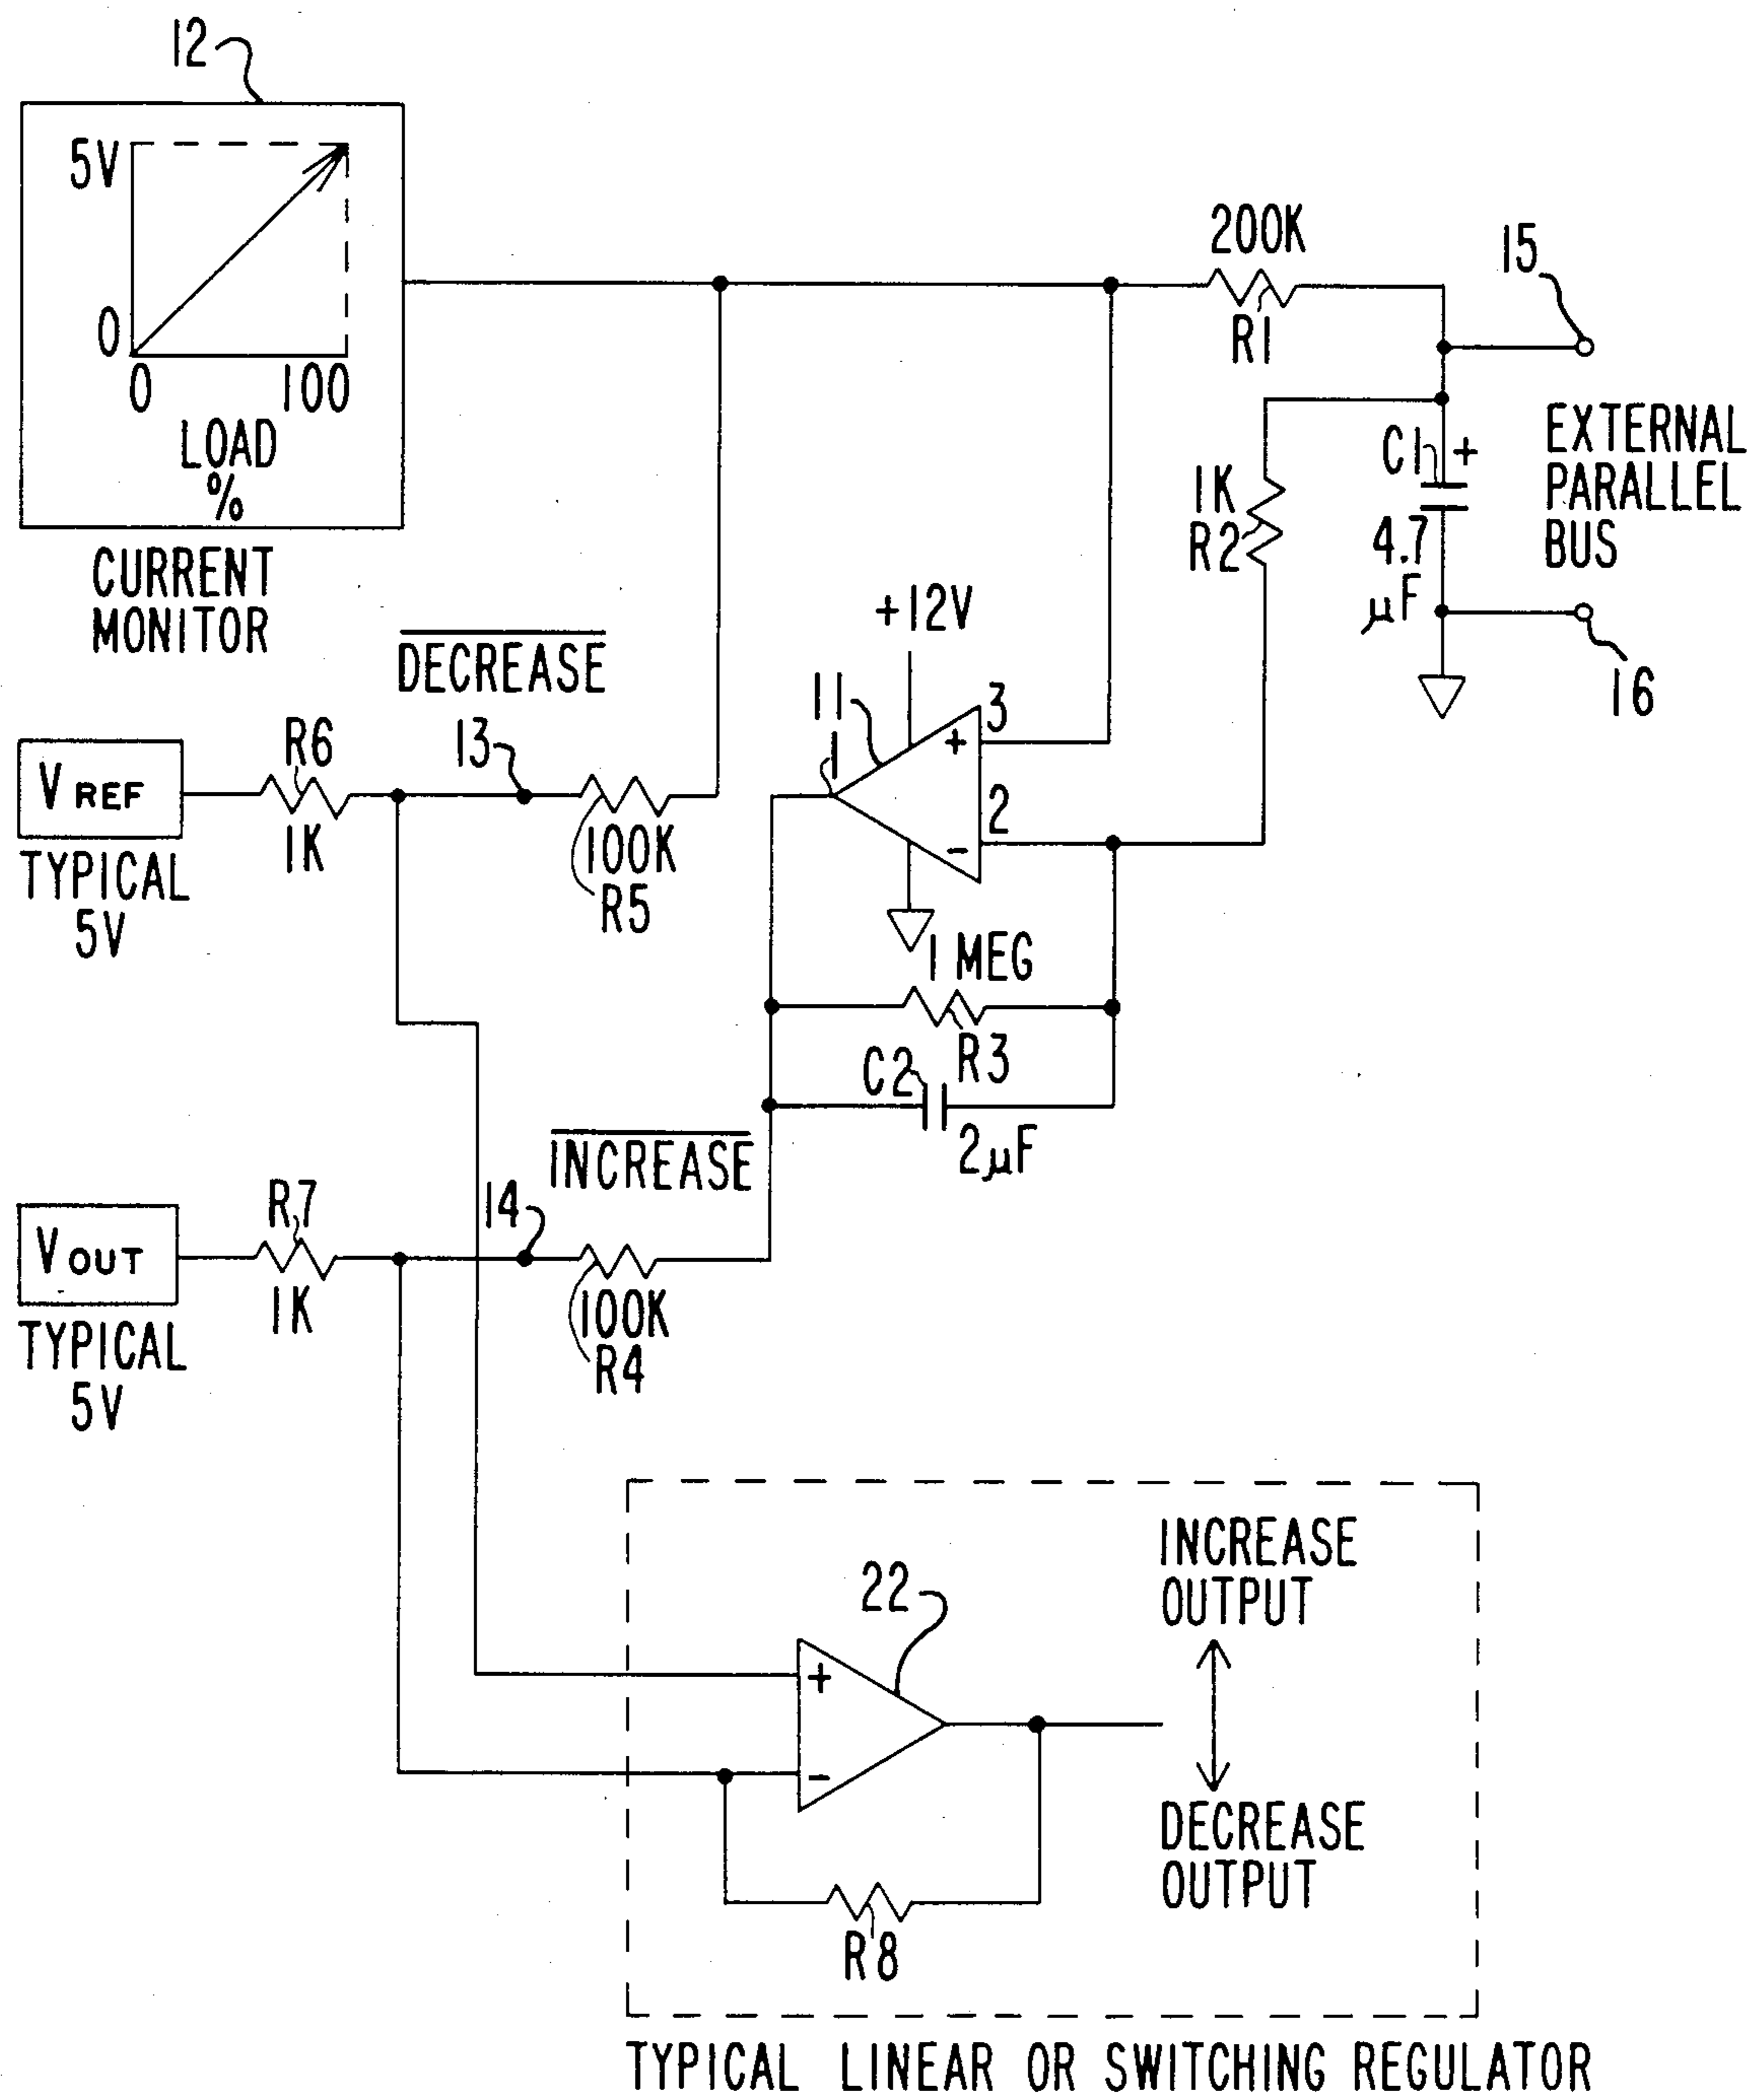 12
5V
0
0 100
LOAD
%
CURRENT
MONITOR
200K
R1
15
EXTERNAL
PARALLEL
BUS
C1 +
4.7
μF
16
1K
R2
+12V
11
1
3
+
2
-
DECREASE
13
VREF
TYPICAL
5V
R6
1K
100K
R5
1 MEG
R3
C2
2μF
INCREASE
14
VOUT
TYPICAL
5V
R7
1K
100K
R4
22
+
-
R8
INCREASE
OUTPUT
DECREASE
OUTPUT
TYPICAL LINEAR OR SWITCHING REGULATOR